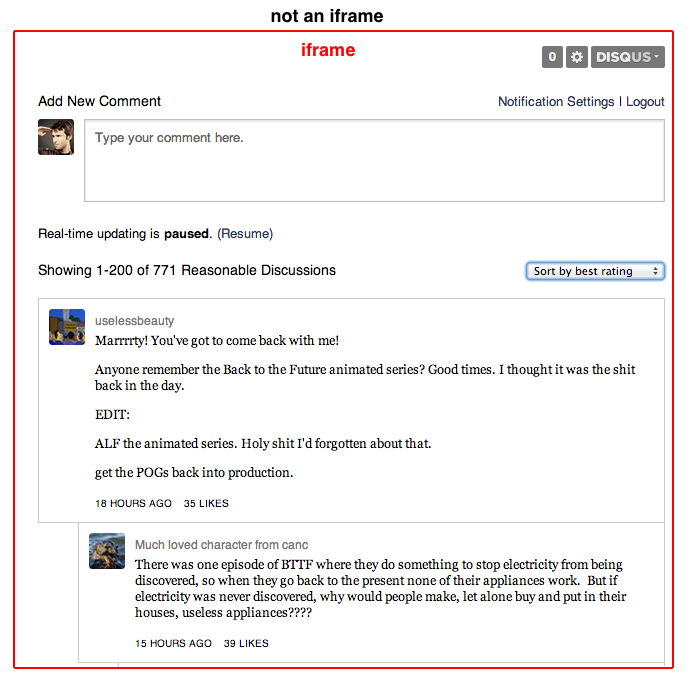 not an iframe
iframe
0 DISQUS
Add New Comment
Notification Settings | Logout
Type your comment here.
Real-time updating is paused. (Resume)
Showing 1-200 of 771 Reasonable Discussions
Sort by best rating
uselessbeauty
Marrrrty! You've got to come back with me!
Anyone remember the Back to the Future animated series? Good times. I thought it was the shit
back in the day.
EDIT:
ALF the animated series. Holy shit I'd forgotten about that.
get the POGs back into production.
18 HOURS AGO 35 LIKES
Much loved character from canc
There was one episode of BTTF where they do something to stop electricity from being
discovered, so when they go back to the present none of their appliances work. But if
electricity was never discovered, why would people make, let alone buy and put in their
houses, useless appliances????
15 HOURS AGO 39 LIKES